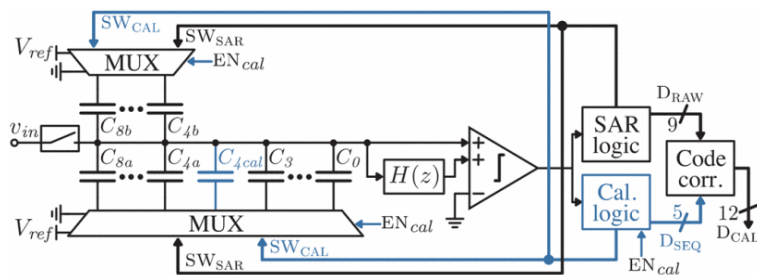 SW_CAL
SW_SAR
V_ref
MUX
EN_cal
C_8b
C_4b
v_in
C_8a
C_4a
C_4cal
C_3
C_0
H(z)
+
+
−
SAR logic
D_RAW
9
Code corr.
Cal. logic
5
D_SEQ
12
D_CAL
EN_cal
V_ref
MUX
EN_cal
SW_SAR
SW_CAL